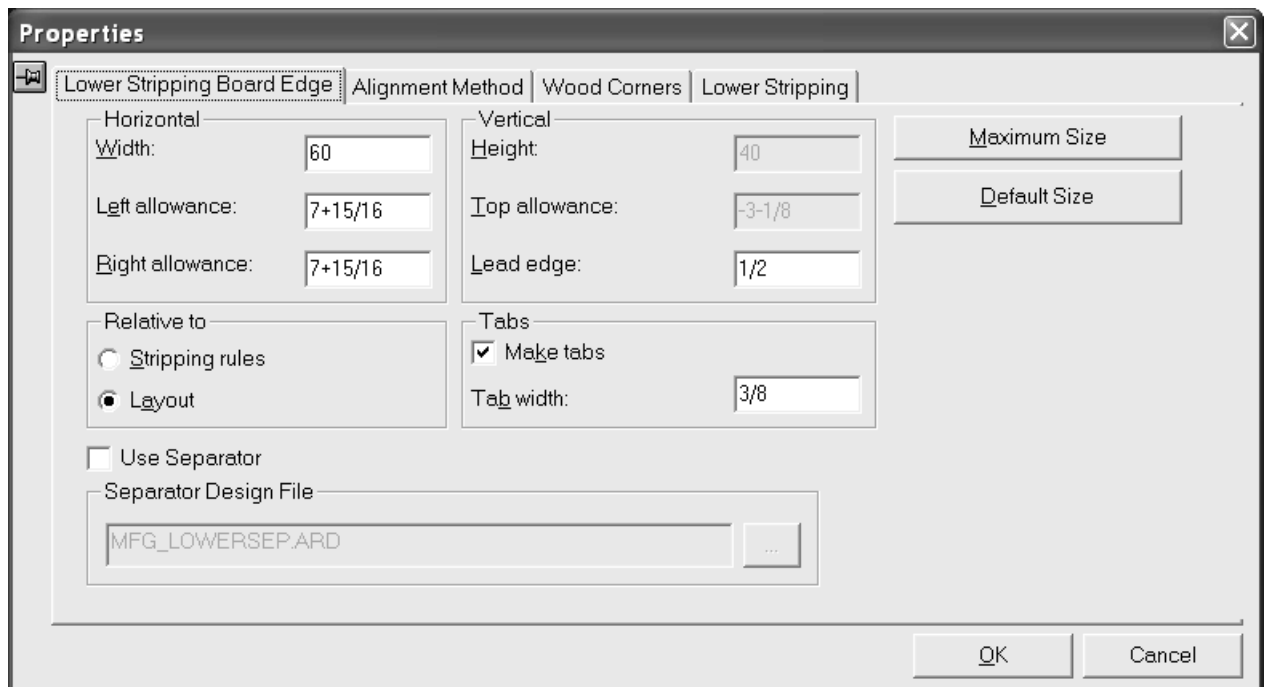 Properties
Lower Stripping Board Edge Alignment Method Wood Corners Lower Stripping
Horizontal
Width: 60
Left allowance: 7+15/16
Right allowance: 7+15/16
Vertical
Height: 40
Top allowance: -3-1/8
Lead edge: 1/2
Maximum Size
Default Size
Relative to
Stripping rules
Layout
Tabs
Make tabs
Tab width: 3/8
Use Separator
Separator Design File
MFG_LOWERSEP.ARD ...
OK Cancel